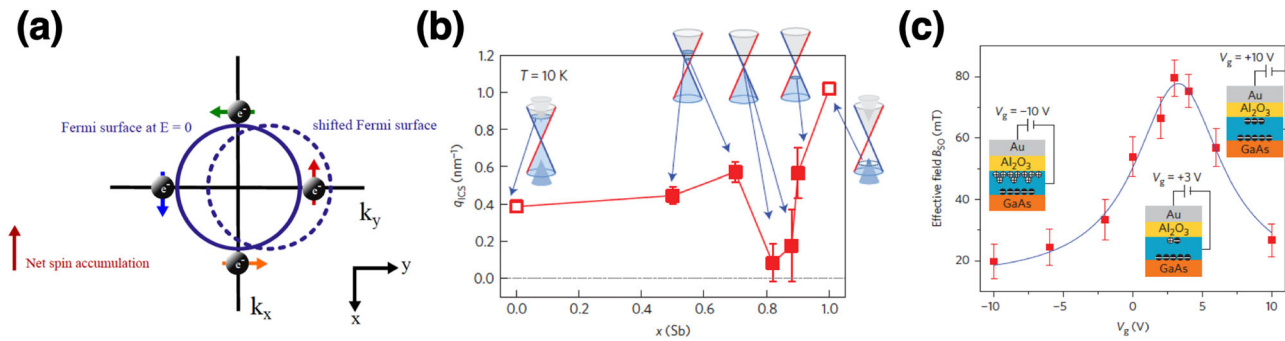 (a)
e⁻
Fermi surface at E = 0
shifted Fermi surface
e⁻
e⁻
k_y
Net spin accumulation
e⁻
y
k_x
x
(b)
1.2
1.0
0.8
0.6
0.4
0.2
0.0
q_ICS (nm⁻¹)
T = 10 K
0.0
0.2
0.4
0.6
0.8
1.0
x (Sb)
(c)
80
60
40
20
Effective field B_SO (mT)
V_g = −10 V
Au
Al₂O₃
GaAs
V_g = +10 V
Au
Al₂O₃
GaAs
V_g = +3 V
Au
Al₂O₃
GaAs
−10
−5
0
5
10
V_g (V)